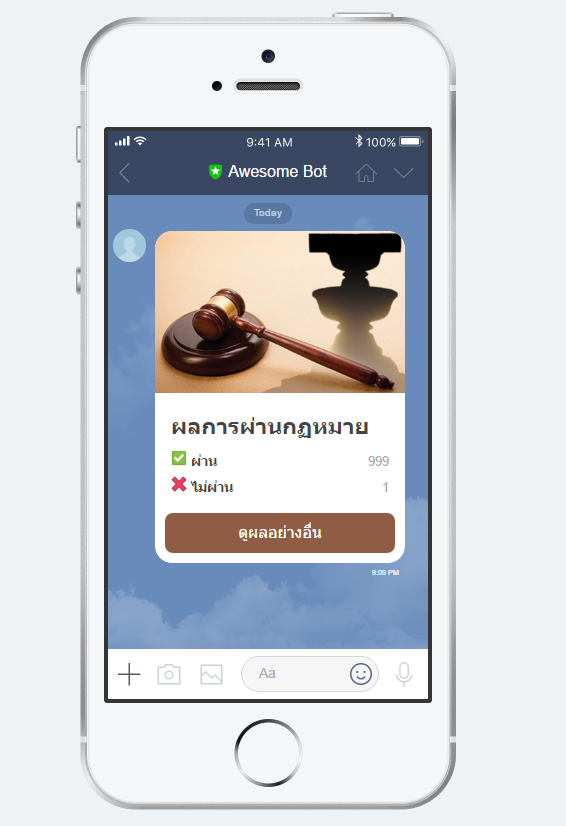 9:41 AM
100%
Awesome Bot
Today
ผลการผ่านกฏหมาย
ผ่าน 999
ไม่ผ่าน 1
ดูผลอย่างอื่น
9:09 PM
Aa